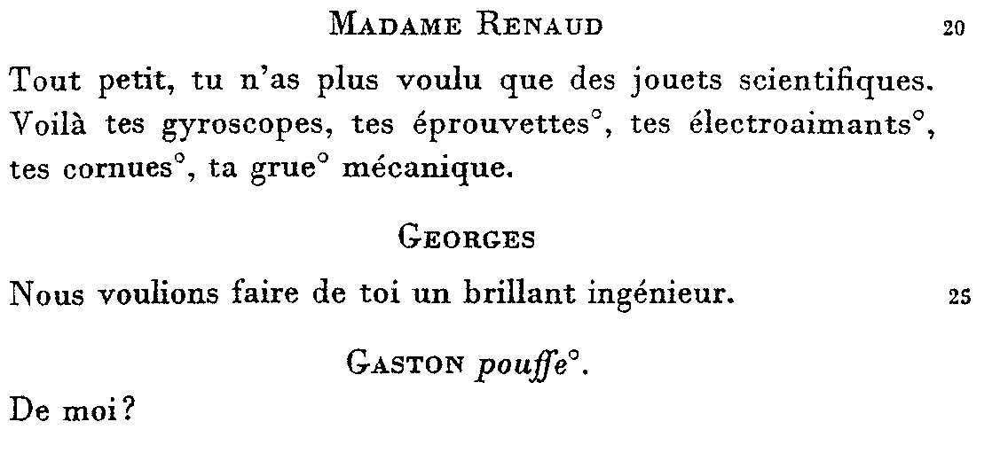 Madame Renaud 20
Tout petit, tu n'as plus voulu que des jouets scientifiques.
Voilà tes gyroscopes, tes éprouvettes°, tes électroaimants°,
tes cornues°, ta grue° mécanique.
Georges
Nous voulions faire de toi un brillant ingénieur. 25
Gaston pouffe°.
De moi?